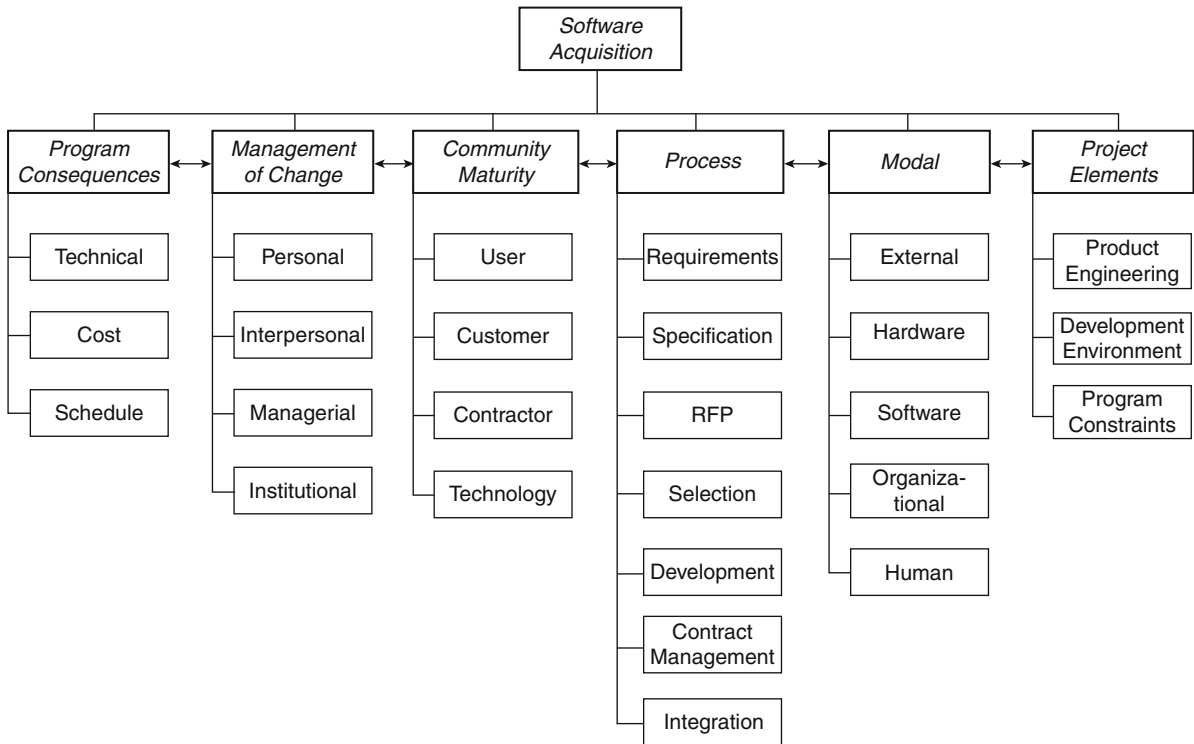 Software
Acquisition
Program
Consequences
Management
of Change
Community
Maturity
Process
Modal
Project
Elements
Technical
Cost
Schedule
Personal
Interpersonal
Managerial
Institutional
User
Customer
Contractor
Technology
Requirements
Specification
RFP
Selection
Development
Contract
Management
Integration
External
Hardware
Software
Organiza-
tional
Human
Product
Engineering
Development
Environment
Program
Constraints